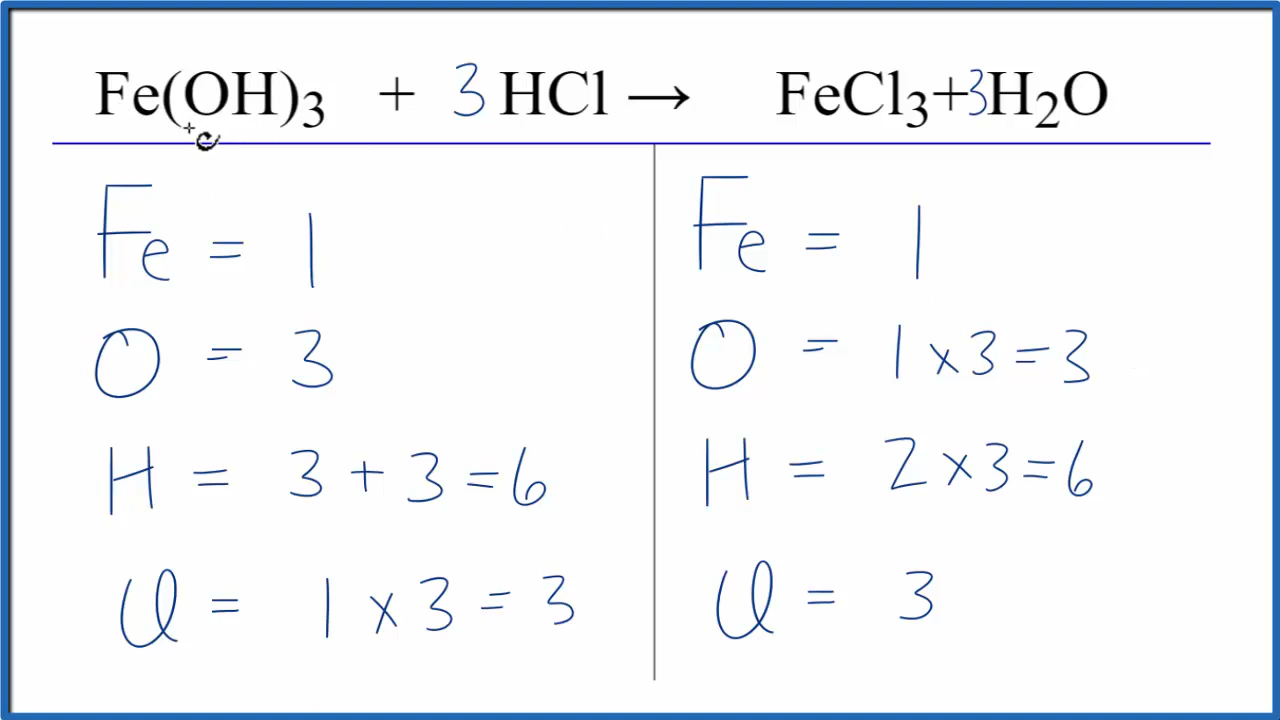 Fe(OH)3 + 3 HCl → FeCl3+3H2O
Fe = 1
O = 3
H = 3 + 3 = 6
Cl = 1 x 3 = 3
Fe = 1
O = 1 x 3 = 3
H = 2 x 3 = 6
Cl = 3